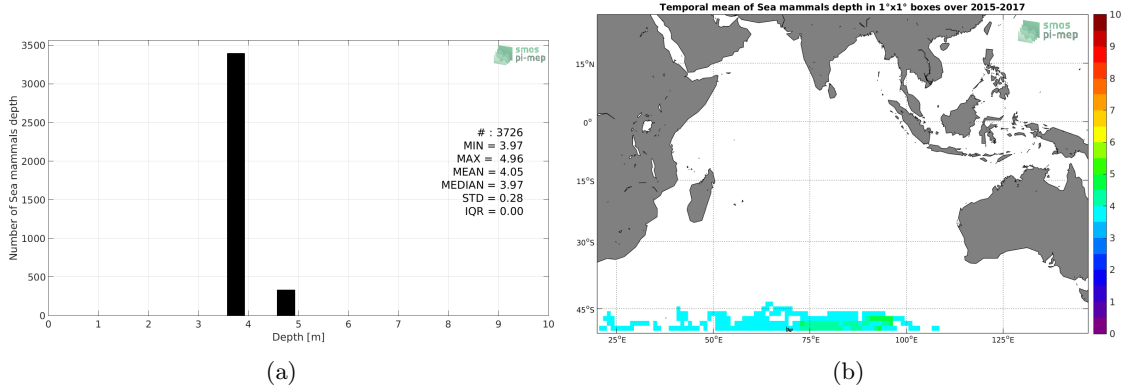 smos
pi-mep
Number of Sea mammals depth
3500
3000
2500
2000
1500
1000
500
0
# : 3726
MIN = 3.97
MAX = 4.96
MEAN = 4.05
MEDIAN = 3.97
STD = 0.28
IQR = 0.00
0 1 2 3 4 5 6 7 8 9 10
Depth [m]
(a)
Temporal mean of Sea mammals depth in 1°x1° boxes over 2015-2017
smos
pi-mep
15°N
0°
15°S
30°S
45°S
25°E 50°E 75°E 100°E 125°E
10
9
8
7
6
5
4
3
2
1
0
(b)